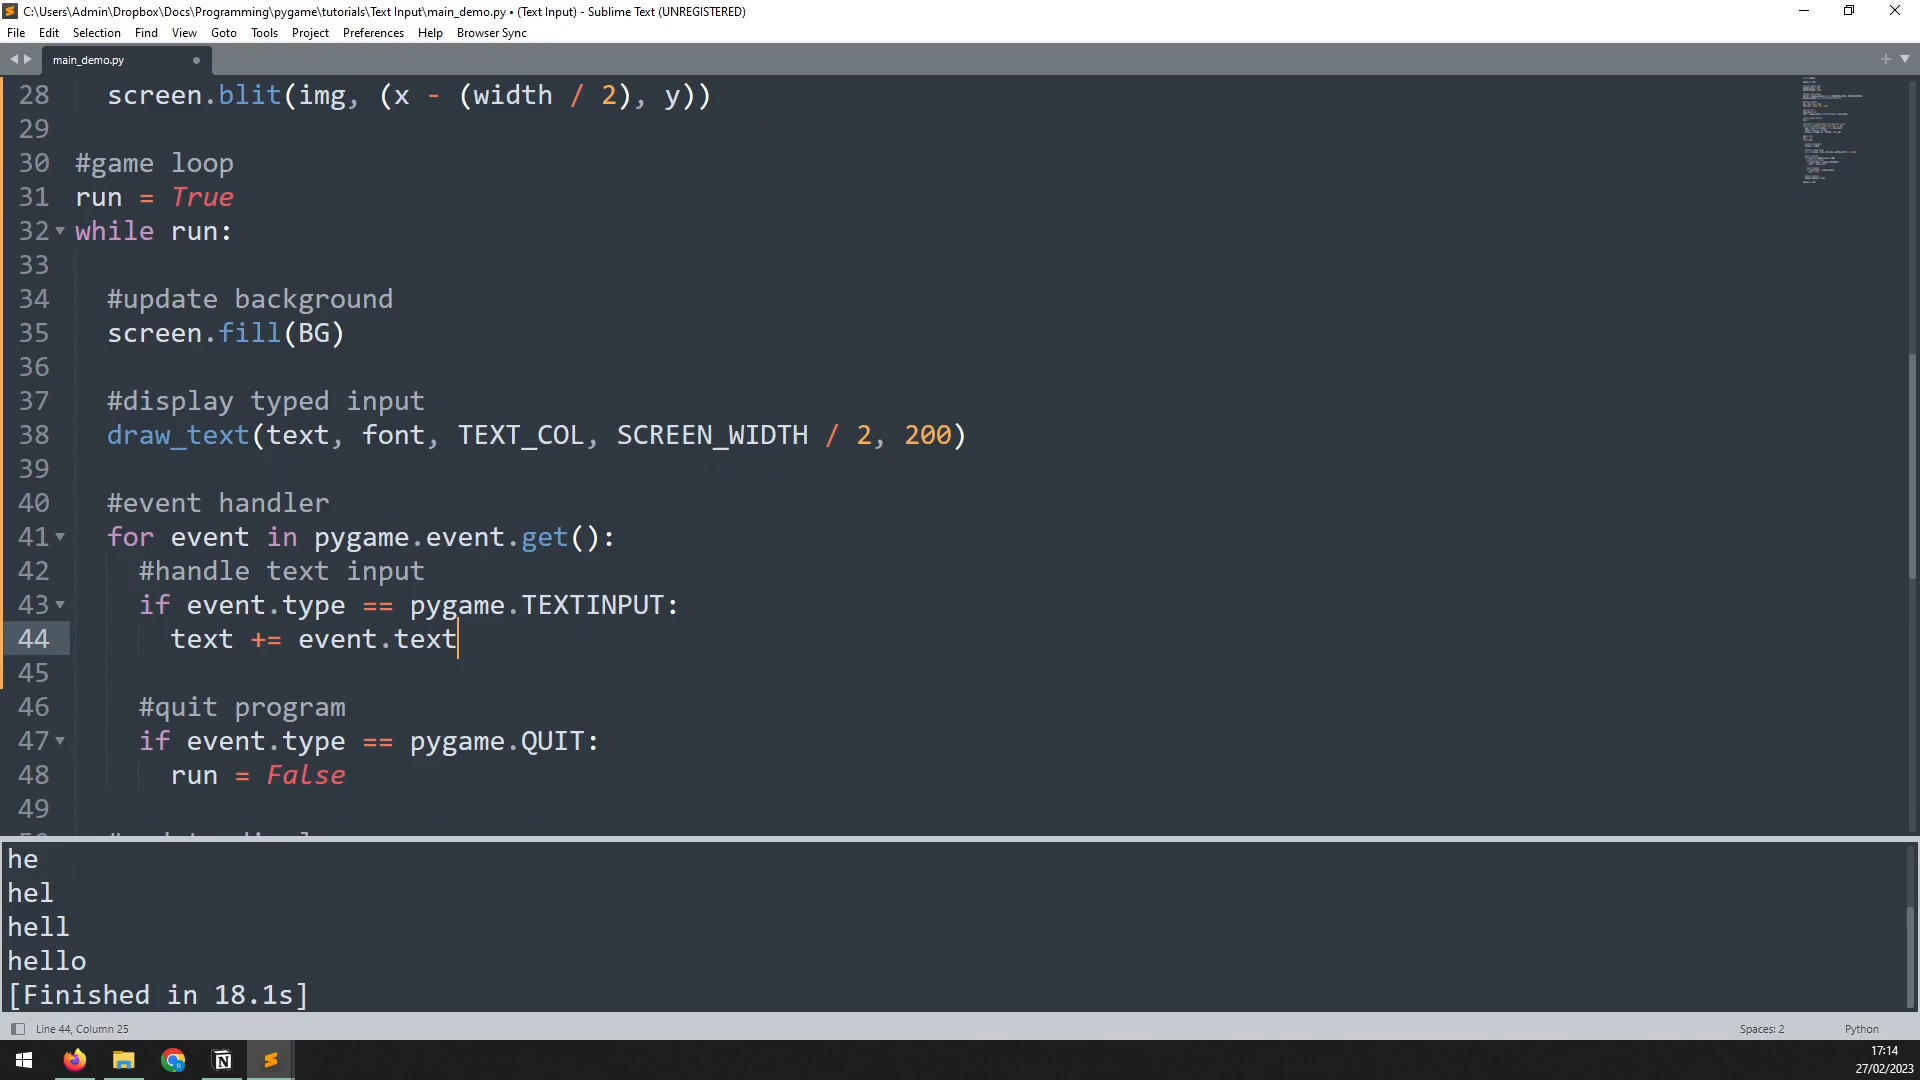 C:\Users\Admin\Dropbox\Docs\Programming\pygame\tutorials\Text Input\main_demo.py • (Text Input) - Sublime Text (UNREGISTERED)
File Edit Selection Find View Goto Tools Project Preferences Help Browser Sync
main_demo.py
28 screen.blit(img, (x - (width / 2), y))
29
30 #game loop
31 run = True
32 while run:
33
34 #update background
35 screen.fill(BG)
36
37 #display typed input
38 draw_text(text, font, TEXT_COL, SCREEN_WIDTH / 2, 200)
39
40 #event handler
41 for event in pygame.event.get():
42 #handle text input
43 if event.type == pygame.TEXTINPUT:
44 text += event.text
45
46 #quit program
47 if event.type == pygame.QUIT:
48 run = False
49
he
hel
hell
hello
[Finished in 18.1s]
Line 44, Column 25
Spaces: 2
Python
17:14
27/02/2023